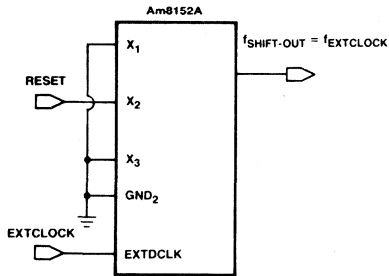 Am8152A
X1
fSHIFT-OUT = fEXTCLOCK
RESET
X2
X3
GND2
EXTCLOCK
EXTDCLK